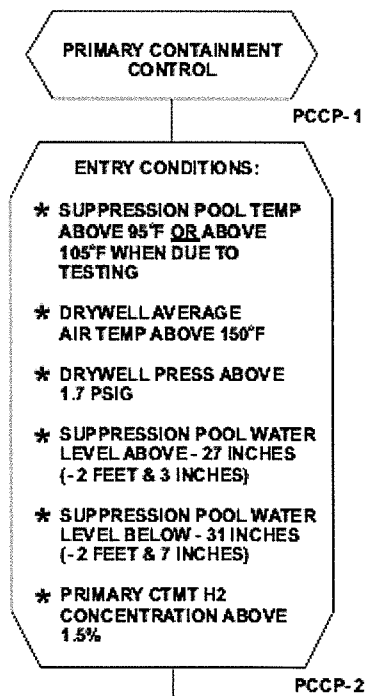 PRIMARY CONTAINMENT
CONTROL
PCCP-1
ENTRY CONDITIONS:
* SUPPRESSION POOL TEMP
ABOVE 95°F OR ABOVE
105°F WHEN DUE TO
TESTING
* DRYWELL AVERAGE
AIR TEMP ABOVE 150°F
* DRYWELL PRESS ABOVE
1.7 PSIG
* SUPPRESSION POOL WATER
LEVEL ABOVE - 27 INCHES
(- 2 FEET & 3 INCHES)
* SUPPRESSION POOL WATER
LEVEL BELOW - 31 INCHES
(- 2 FEET & 7 INCHES)
* PRIMARY CTMT H2
CONCENTRATION ABOVE
1.5%
PCCP-2